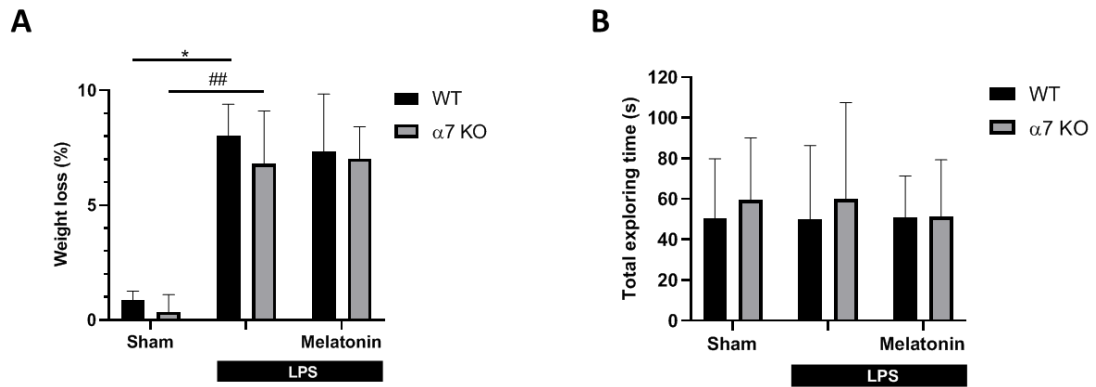 A
*
##
10
5
0
Weight loss (%)
WT
α7 KO
Sham
Melatonin
LPS
B
120
100
80
60
40
20
0
Total exploring time (s)
WT
α7 KO
Sham
Melatonin
LPS